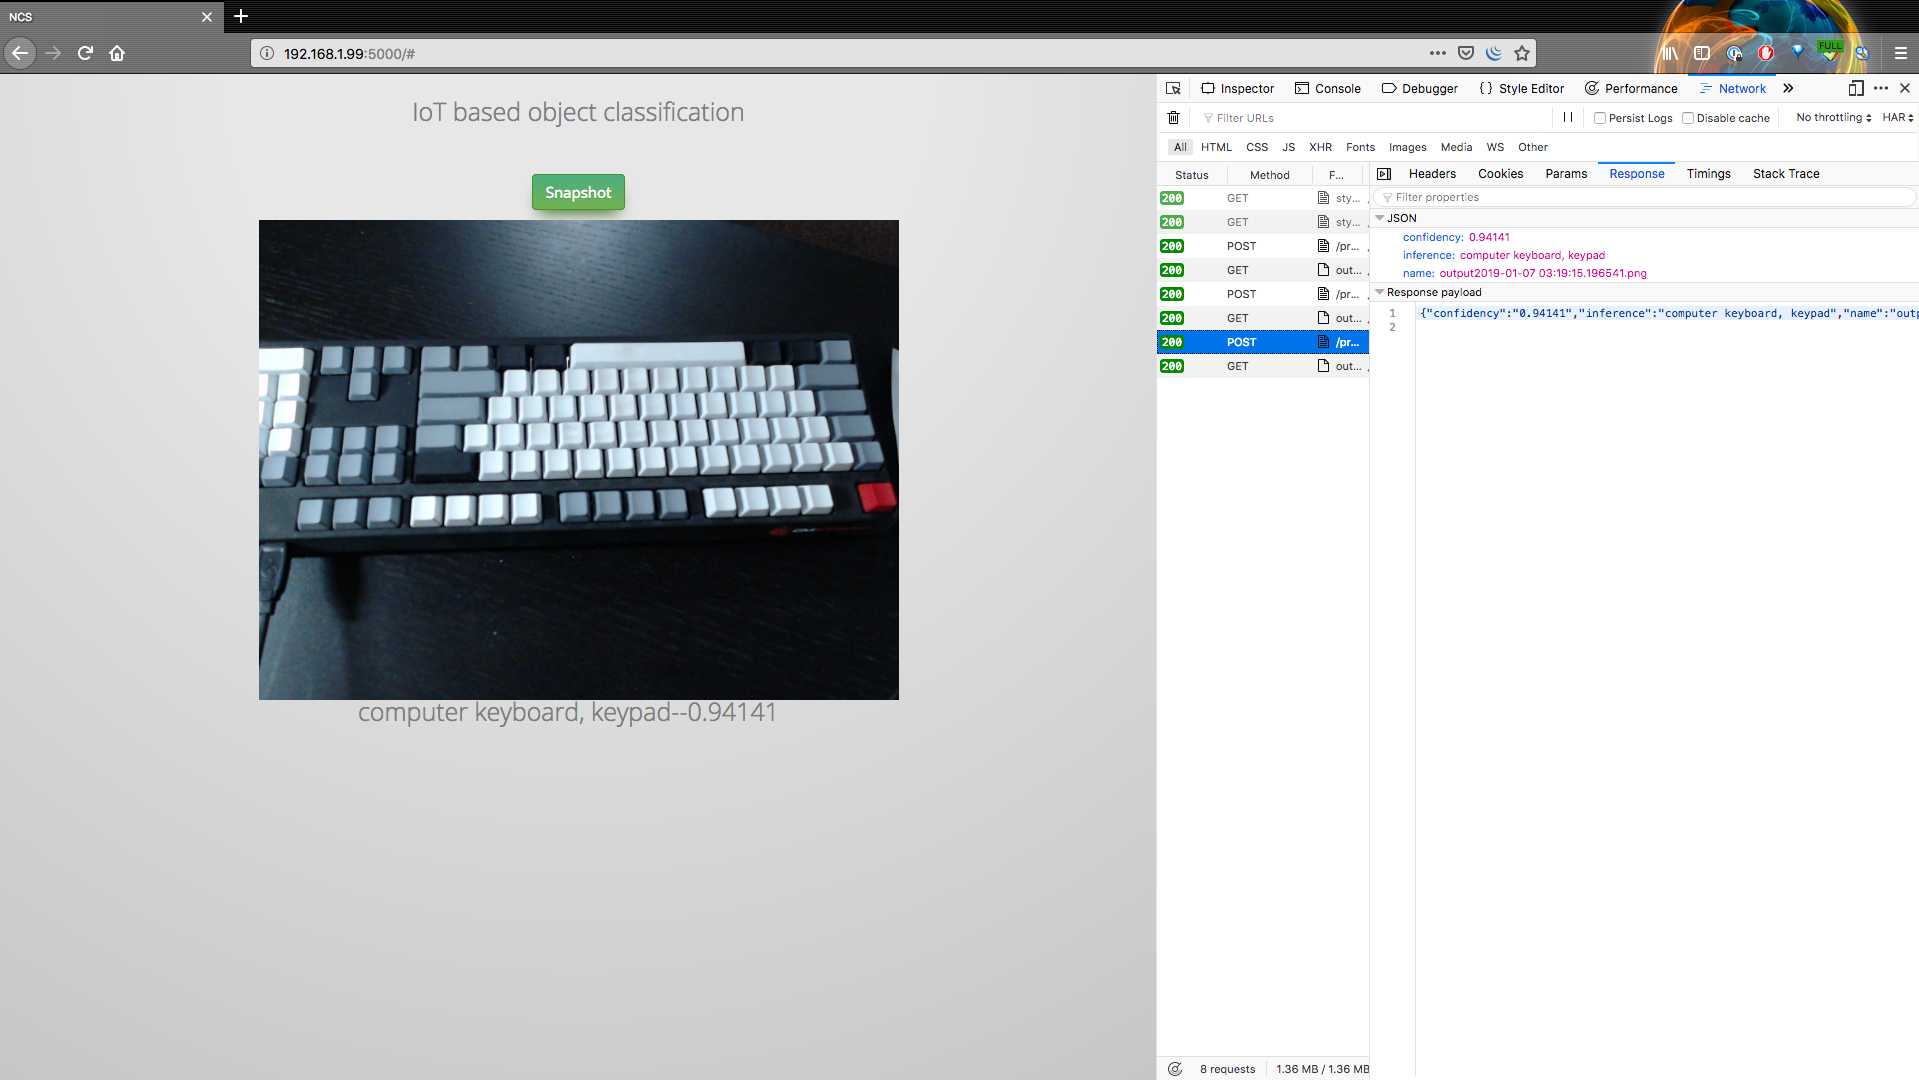 NCS
192.168.1.99:5000/#
FULL
IoT based object classification
Snapshot
computer keyboard, keypad--0.94141
Inspector Console Debugger Style Editor Performance Network
Filter URLs Persist Logs Disable cache No throttling HAR
All HTML CSS JS XHR Fonts Images Media WS Other
Status Method F...
200 GET sty...
200 GET sty...
200 POST /pr...
200 GET out...
200 POST /pr...
200 GET out...
200 POST /pr...
200 GET out...
8 requests 1.36 MB / 1.36 MB
Headers Cookies Params Response Timings Stack Trace
Filter properties
JSON
confidency: 0.94141
inference: computer keyboard, keypad
name: output2019-01-07 03:19:15.196541.png
Response payload
1 {"confidency":"0.94141","inference":"computer keyboard, keypad","name":"outp
2